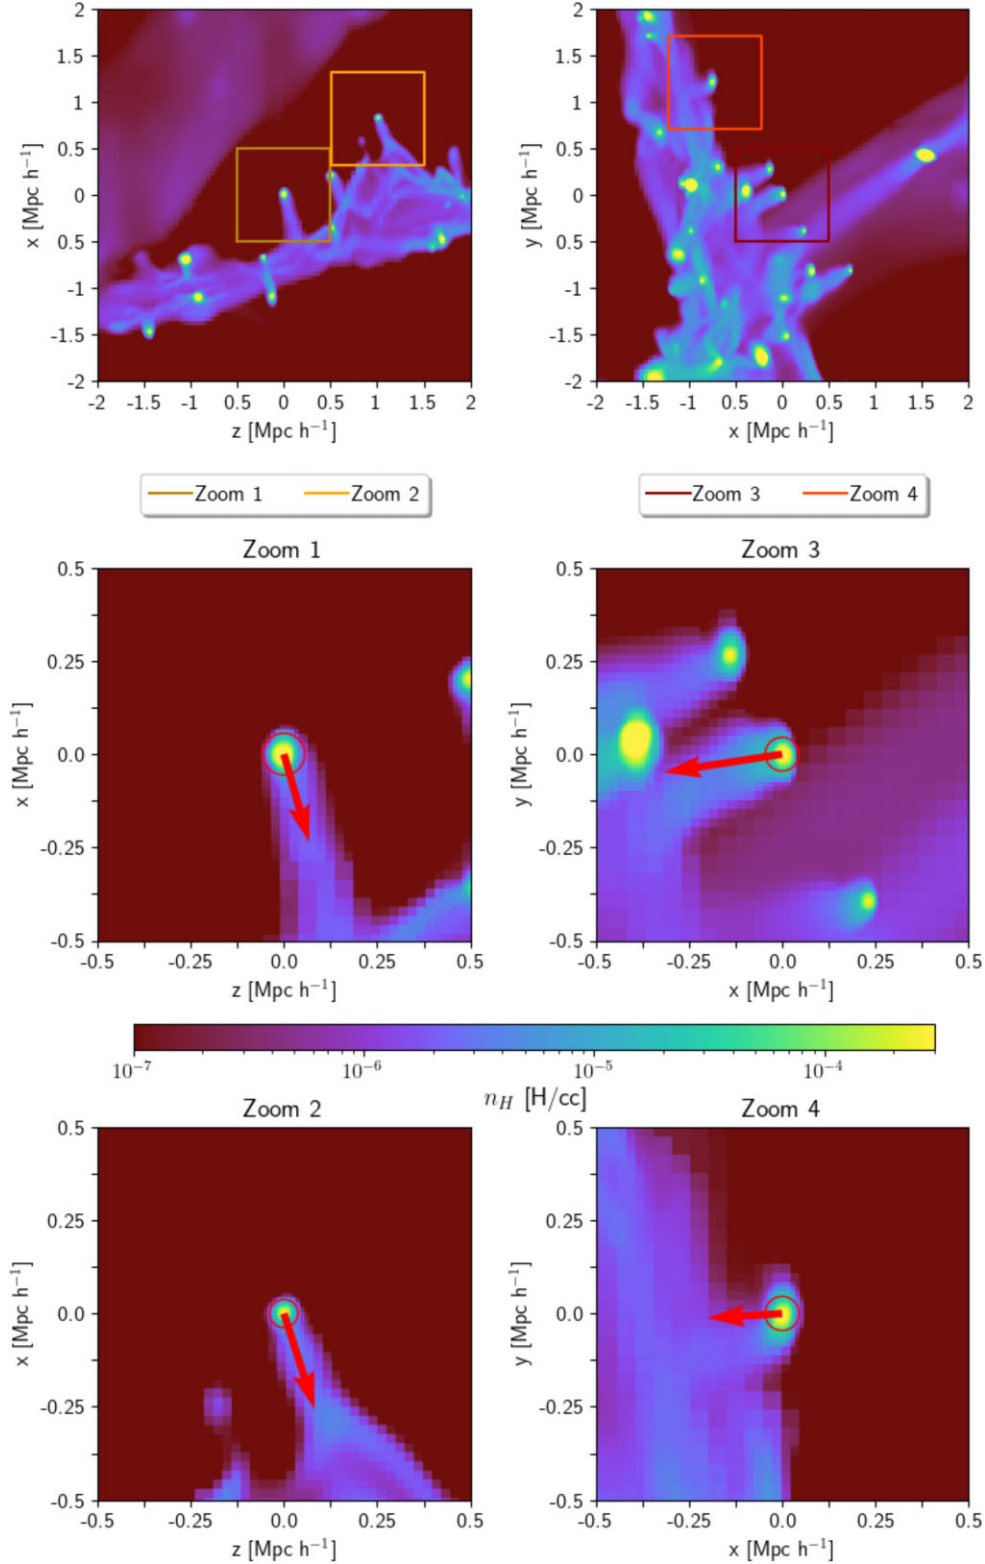 2
1.5
1
0.5
0
0.5
-1
-1.5
-2
x [Mpc h⁻¹]
-2 -1.5 -1 0.5 0 0.5 1 1.5 2
z [Mpc h⁻¹]
2
1.5
1
0.5
0
0.5
-1
-1.5
-2
y [Mpc h⁻¹]
-2 -1.5 -1 0.5 0 0.5 1 1.5 2
x [Mpc h⁻¹]
Zoom 1 Zoom 2
Zoom 3 Zoom 4
Zoom 1
0.5
0.25
0.0
-0.25
-0.5
x [Mpc h⁻¹]
-0.5 -0.25 0.0 0.25 0.5
z [Mpc h⁻¹]
Zoom 3
0.5
0.25
0.0
-0.25
-0.5
y [Mpc h⁻¹]
-0.5 -0.25 0.0 0.25 0.5
x [Mpc h⁻¹]
10⁻⁷ 10⁻⁶ 10⁻⁵ 10⁻⁴
n_H [H/cc]
Zoom 2
0.5
0.25
0.0
-0.25
-0.5
x [Mpc h⁻¹]
-0.5 -0.25 0.0 0.25 0.5
z [Mpc h⁻¹]
Zoom 4
0.5
0.25
0.0
-0.25
-0.5
y [Mpc h⁻¹]
-0.5 -0.25 0.0 0.25 0.5
x [Mpc h⁻¹]